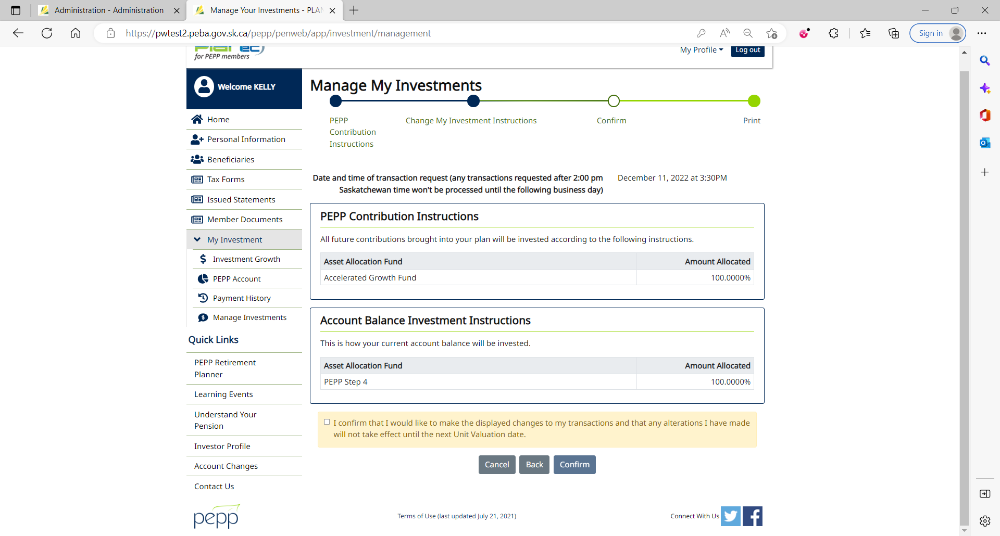 Administration - Administration
Manage Your Investments - PLAN
https://pwtest2.peba.gov.sk.ca/pepp/penweb/app/investment/management
Sign in
for PEPP members
My Profile
Log out
Welcome KELLY
Home
Personal Information
Beneficiaries
Tax Forms
Issued Statements
Member Documents
My Investment
Investment Growth
PEPP Account
Payment History
Manage Investments
Quick Links
PEPP Retirement
Planner
Learning Events
Understand Your
Pension
Investor Profile
Account Changes
Contact Us
pepp
Manage My Investments
PEPP
Contribution
Instructions
Change My Investment Instructions
Confirm
Print
Date and time of transaction request (any transactions requested after 2:00 pm
Saskatchewan time won't be processed until the following business day)
December 11, 2022 at 3:30PM
PEPP Contribution Instructions
All future contributions brought into your plan will be invested according to the following instructions.
Asset Allocation Fund Amount Allocated
Accelerated Growth Fund 100.0000%
Account Balance Investment Instructions
This is how your current account balance will be invested.
Asset Allocation Fund Amount Allocated
PEPP Step 4 100.0000%
I confirm that I would like to make the displayed changes to my transactions and that any alterations I have made
will not take effect until the next Unit Valuation date.
Cancel Back Confirm
Terms of Use (last updated July 21, 2021)
Connect With Us